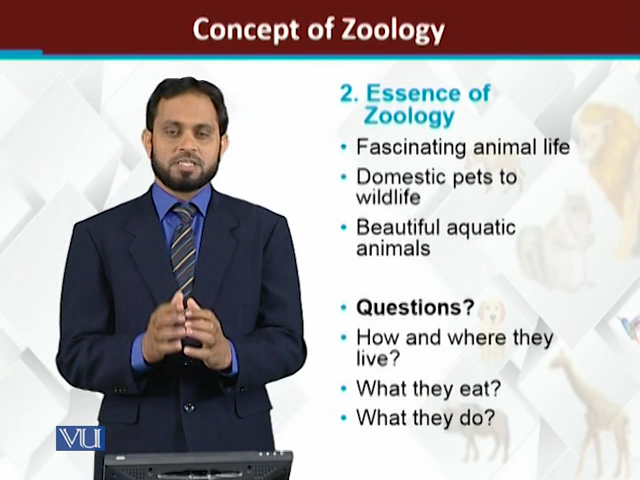 Concept of Zoology
2. Essence of
Zoology
• Fascinating animal life
• Domestic pets to
wildlife
• Beautiful aquatic
animals
• Questions?
• How and where they
live?
• What they eat?
• What they do?
VU